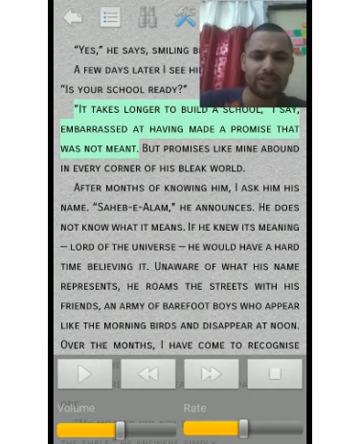 “Yes,” he says, smiling
A few days later I see
“Is your school ready?”
“It takes longer to build a school,” I say,
embarrassed at having made a promise that
was not meant. But promises like mine abound
in every corner of his bleak world.
After months of knowing him, I ask him his
name. “Saheb-e-Alam,” he announces. He does
not know what it means. If he knew its meaning
– lord of the universe – he would have a hard
time believing it. Unaware of what his name
represents, he roams the streets with his
friends, an army of barefoot boys who appear
like the morning birds and disappear at noon.
Over the months, I have come to recognise
Volume
Rate